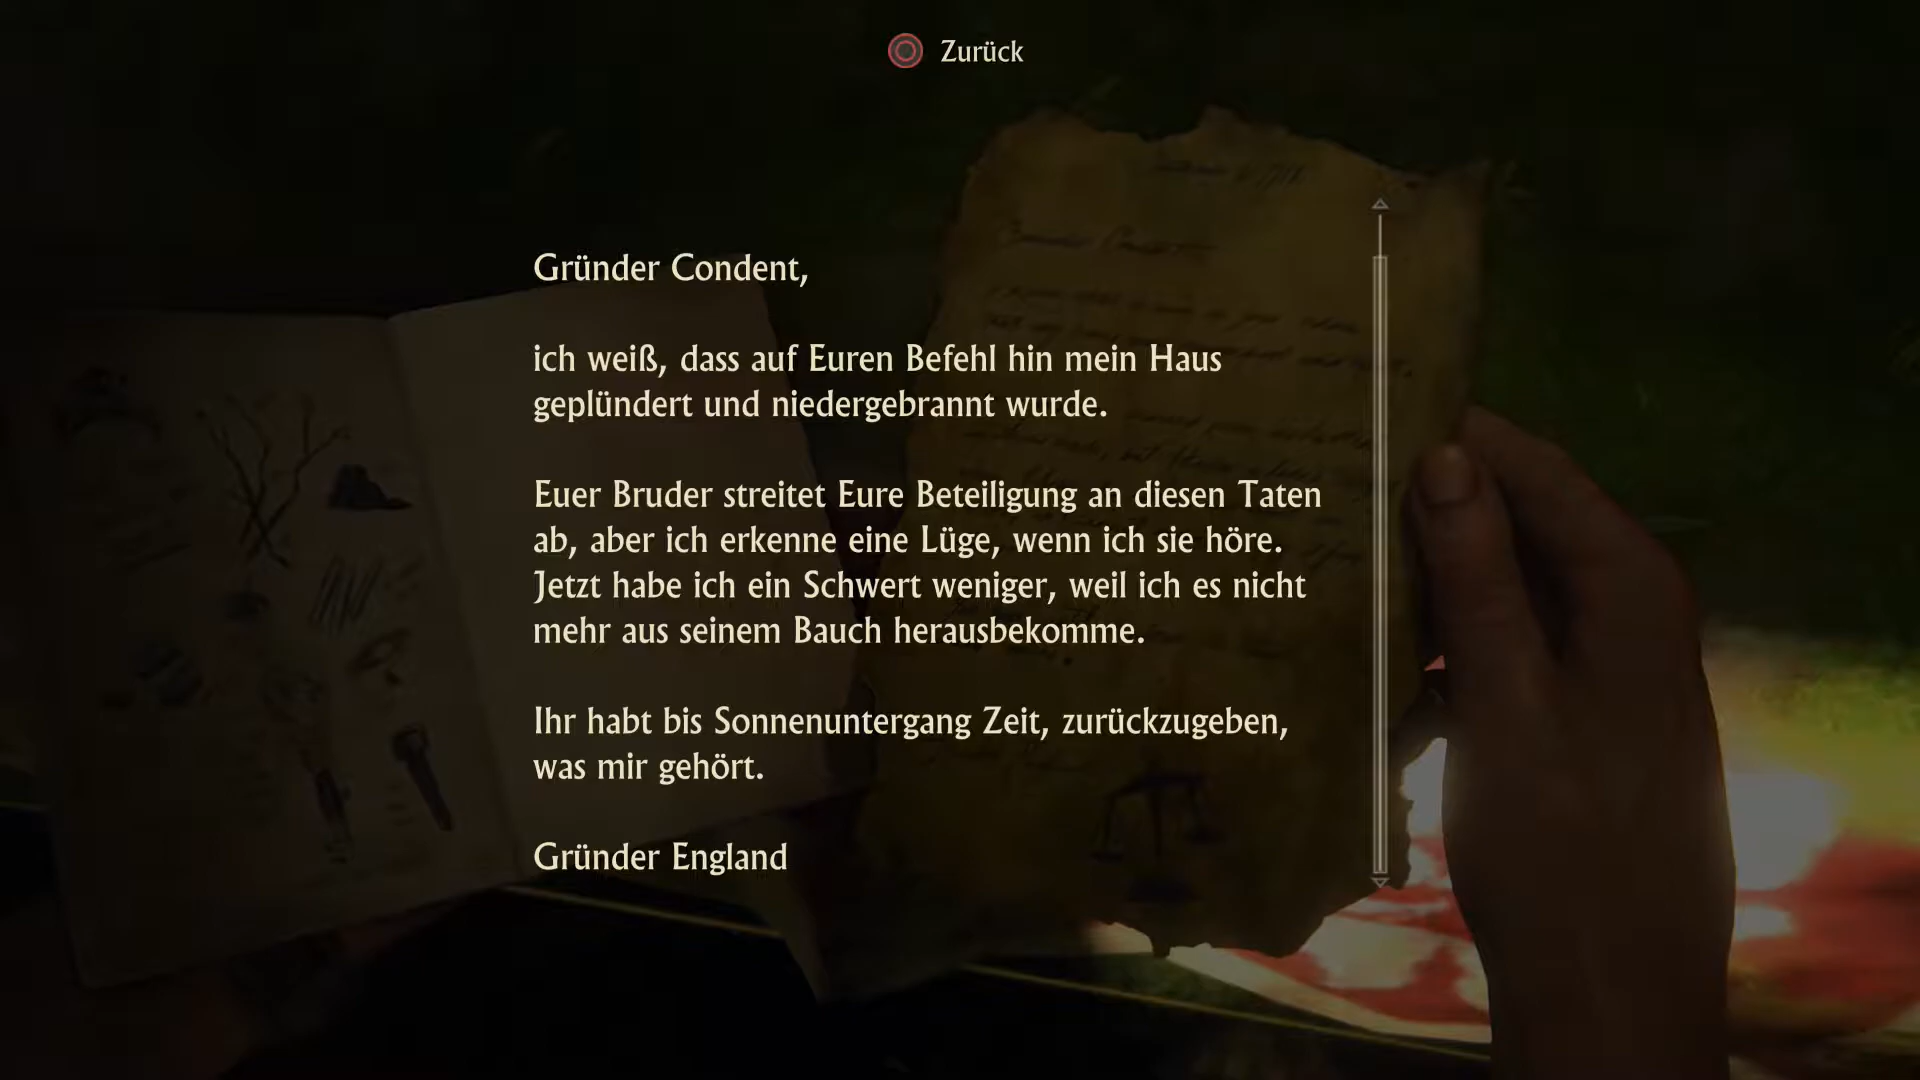 Zurück
Gründer Condent,
ich weiß, dass auf Euren Befehl hin mein Haus
geplündert und niedergebrannt wurde.
Euer Bruder streitet Eure Beteiligung an diesen Taten
ab, aber ich erkenne eine Lüge, wenn ich sie höre.
Jetzt habe ich ein Schwert weniger, weil ich es nicht
mehr aus seinem Bauch herausbekomme.
Ihr habt bis Sonnenuntergang Zeit, zurückzugeben,
was mir gehört.
Gründer England